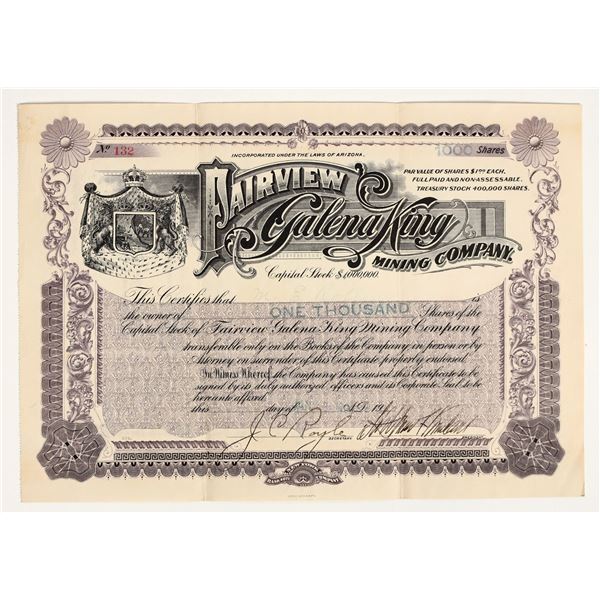 No 132
1000 Shares
INCORPORATED UNDER THE LAWS OF ARIZONA.
FAIRVIEW
Galena King
MINING COMPANY.
PAR VALUE OF SHARES $1.00 EACH,
FULL PAID AND NON-ASSESSABLE.
TREASURY STOCK 400,000 SHARES.
Capital Stock $1,000,000.
This Certifies that is
the owner of ONE THOUSAND Shares of the
Capital Stock of Fairview Galena King Mining Company
transferable only on the Books of the Company in person or by
Attorney on surrender of this Certificate properly endorsed.
In Witness Whereof the Company has caused this Certificate to be
signed by its duly authorized officers and its Corporate Seal to be
hereunto affixed
this day of A.D. 19
J. C. Royle
SECRETARY.